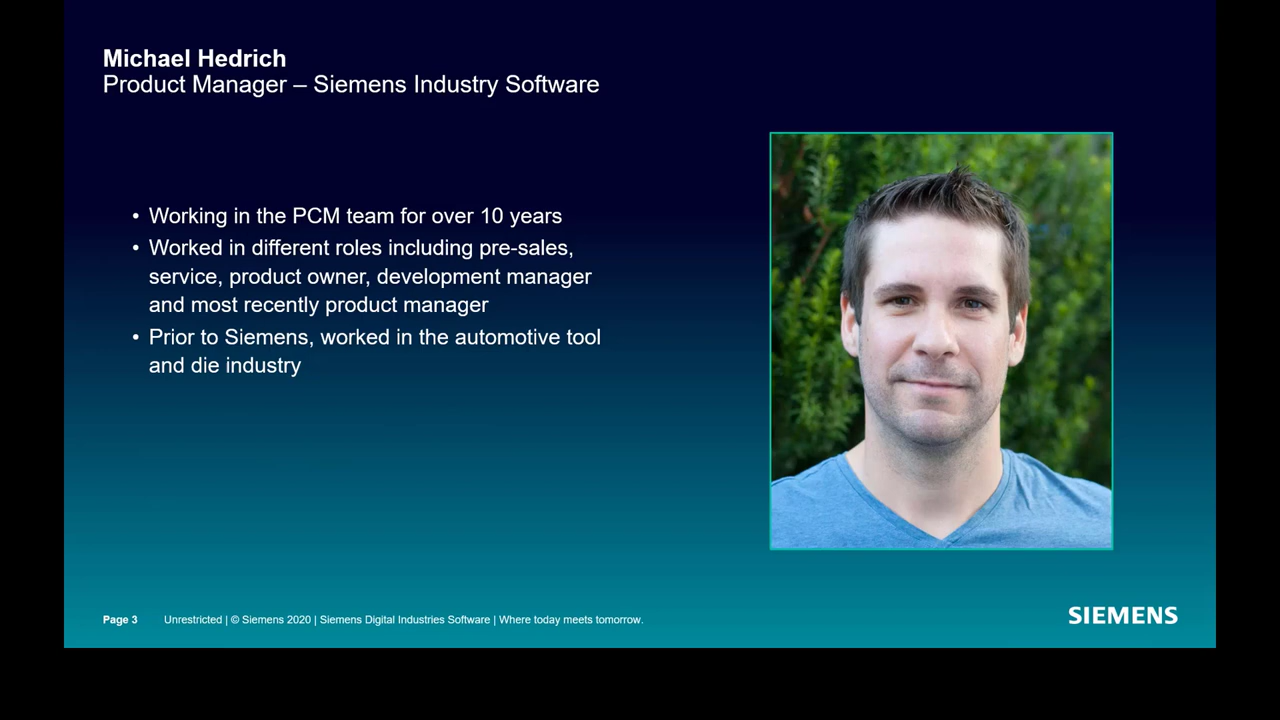 Michael Hedrich
Product Manager – Siemens Industry Software
• Working in the PCM team for over 10 years
• Worked in different roles including pre-sales,
service, product owner, development manager
and most recently product manager
• Prior to Siemens, worked in the automotive tool
and die industry
Page 3 Unrestricted | © Siemens 2020 | Siemens Digital Industries Software | Where today meets tomorrow.
SIEMENS